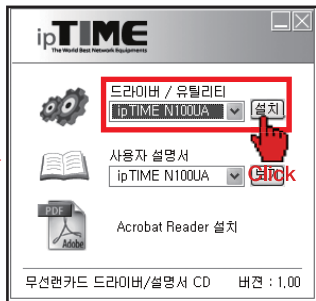 ipTIME
The World Best Network Equipments
드라이버 / 유틸리티
ipTIME N100UA 설치
사용자 설명서
ipTIME N100UA
Click
PDF
Adobe
Acrobat Reader 설치
무선랜카드 드라이버/설명서 CD 버젼 : 1,00